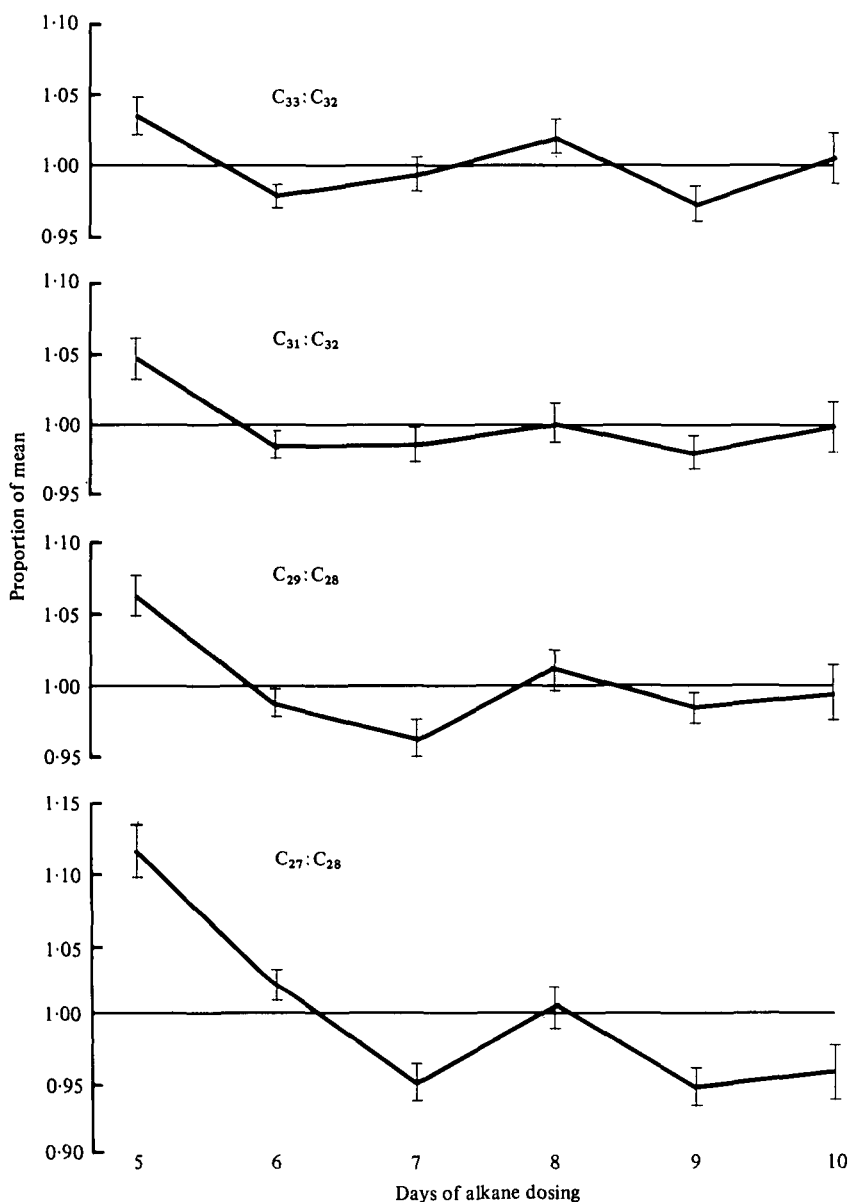 1·10
1·05
C₃₃:C₃₂
1·00
0·95
1·10
1·05
C₃₁:C₃₂
1·00
0·95
Proportion of mean
1·10
C₂₉:C₂₈
1·05
1·00
0·95
1·15
C₂₇:C₂₈
1·10
1·05
1·00
0·95
0·90
5 6 7 8 9 10
Days of alkane dosing